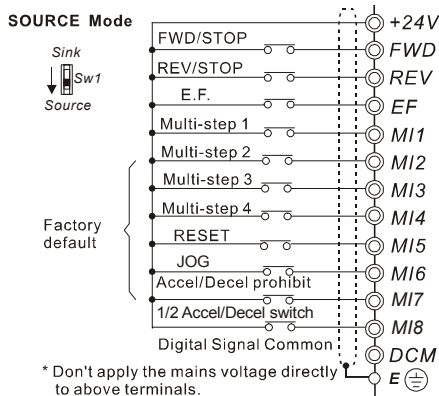 SOURCE Mode
+24V
FWD/STOP
FWD
Sink
REV/STOP
REV
Sw1
E.F.
EF
Source
Multi-step 1
MI1
Multi-step 2
MI2
Multi-step 3
MI3
Multi-step 4
MI4
Factory
default
RESET
MI5
JOG
MI6
Accel/Decel prohibit
MI7
1/2 Accel/Decel switch
MI8
Digital Signal Common
DCM
* Don't apply the mains voltage directly
to above terminals.
E